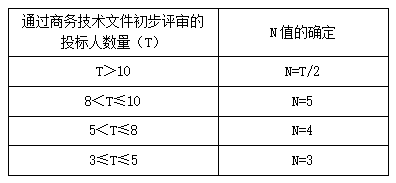 通过商务技术文件初步评审的
投标人数量（T）
N 值的确定
T＞10
N=T/2
8＜T≤10
N=5
5＜T≤8
N=4
3≤T≤5
N=3